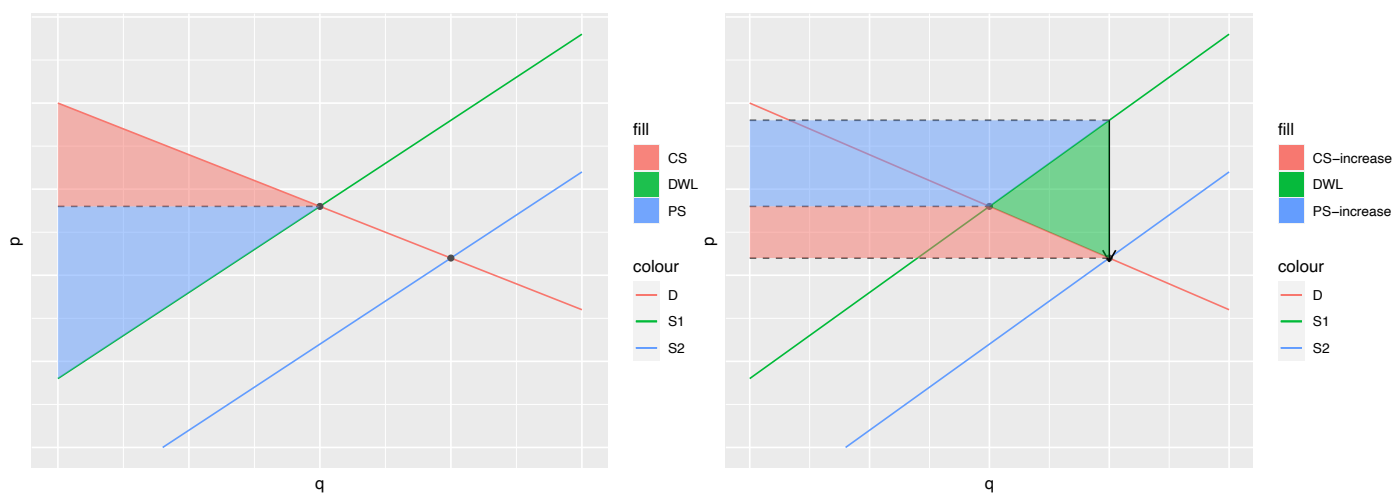 p
q
fill
CS
DWL
PS
colour
D
S1
S2
p
q
fill
CS−increase
DWL
PS−increase
colour
D
S1
S2